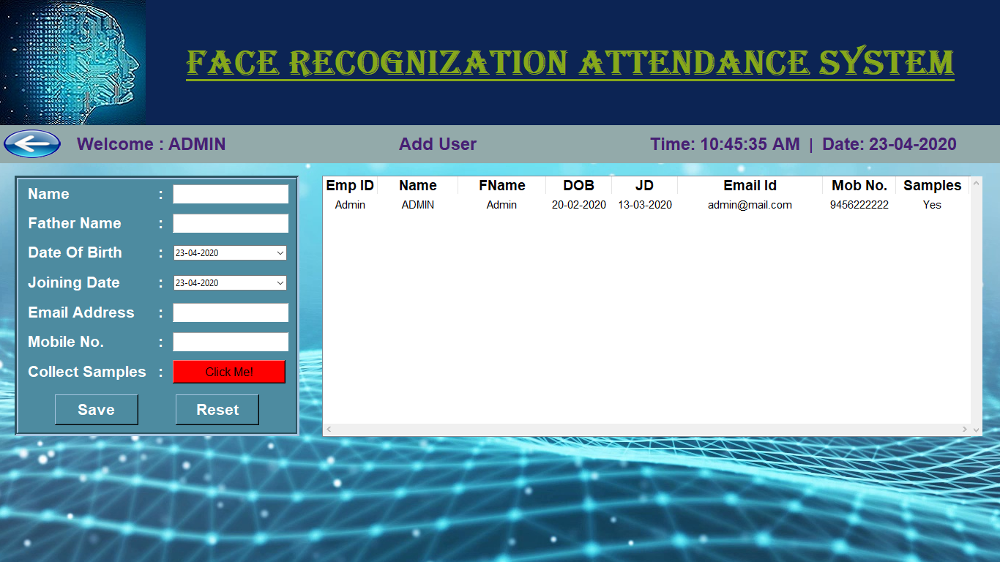 FACE RECOGNIZATION ATTENDANCE SYSTEM
Welcome : ADMIN Add User Time: 10:45:35 AM | Date: 23-04-2020
Name :
Father Name :
Date Of Birth : 23-04-2020
Joining Date : 23-04-2020
Email Address :
Mobile No. :
Collect Samples : Click Me!
Save Reset
Emp ID Name FName DOB JD Email Id Mob No. Samples
Admin ADMIN Admin 20-02-2020 13-03-2020 admin@mail.com 9456222222 Yes